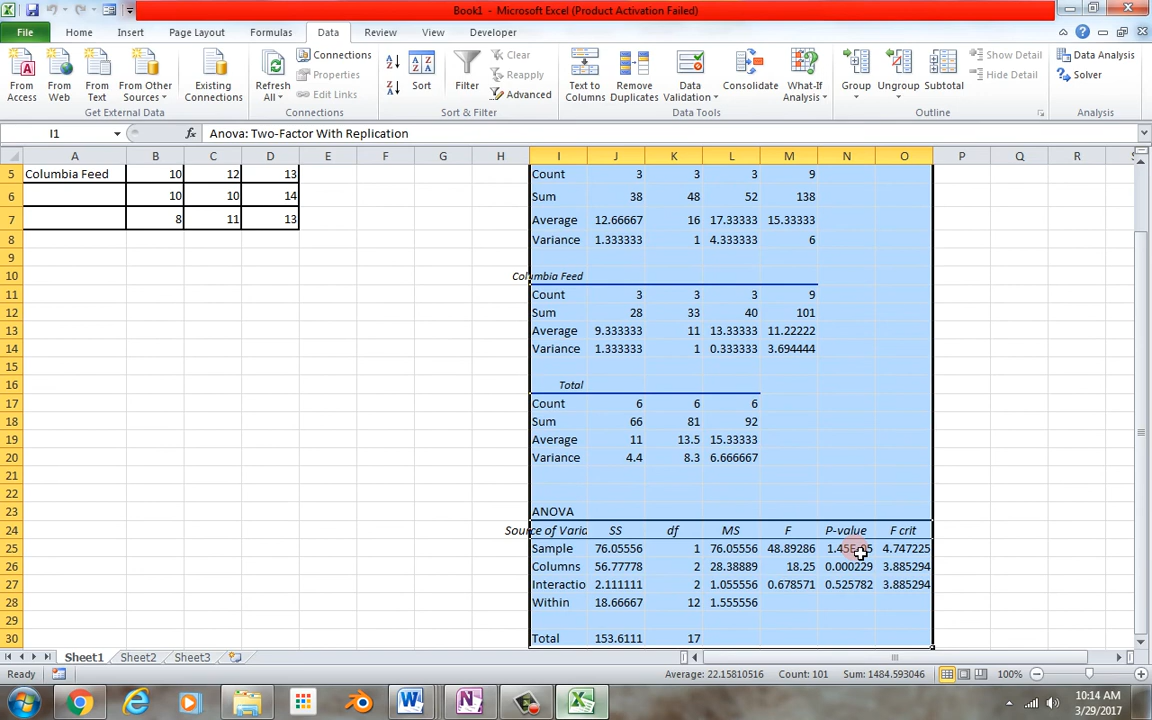 Book1 - Microsoft Excel (Product Activation Failed)
File Home Insert Page Layout Formulas Data Review View Developer
From Access
From Web
From Text
From Other Sources
Existing Connections
Get External Data
Refresh All
Connections
Properties
Edit Links
Connections
Sort
Filter
Clear
Reapply
Advanced
Sort & Filter
Text to Columns
Remove Duplicates
Data Validation
Consolidate
What-If Analysis
Data Tools
Group
Ungroup
Subtotal
Show Detail
Hide Detail
Outline
Data Analysis
Solver
Analysis
I1 fx Anova: Two-Factor With Replication
A B C D E F G H I J K L M N O P Q R
5 Columbia Feed 10 12 13 Count 3 3 3 9
6 10 10 14 Sum 38 48 52 138
7 8 11 13 Average 12.66667 16 17.33333 15.33333
8 Variance 1.333333 1 4.333333 6
9
10 Columbia Feed
11 Count 3 3 3 9
12 Sum 28 33 40 101
13 Average 9.333333 11 13.33333 11.22222
14 Variance 1.333333 1 0.333333 3.694444
15
16 Total
17 Count 6 6 6
18 Sum 66 81 92
19 Average 11 13.5 15.33333
20 Variance 4.4 8.3 6.666667
21
22
23 ANOVA
24 Source of Varia SS df MS F P-value F crit
25 Sample 76.05556 1 76.05556 48.89286 4.747225
26 Columns 56.77778 2 28.38889 18.25 0.000229 3.885294
27 Interactio 2.111111 2 1.055556 0.678571 0.525782 3.885294
28 Within 18.66667 12 1.555556
29
30 Total 153.6111 17
Sheet1 Sheet2 Sheet3
Ready Average: 22.15810516 Count: 101 Sum: 1484.593046 100%
10:14 AM
3/29/2017